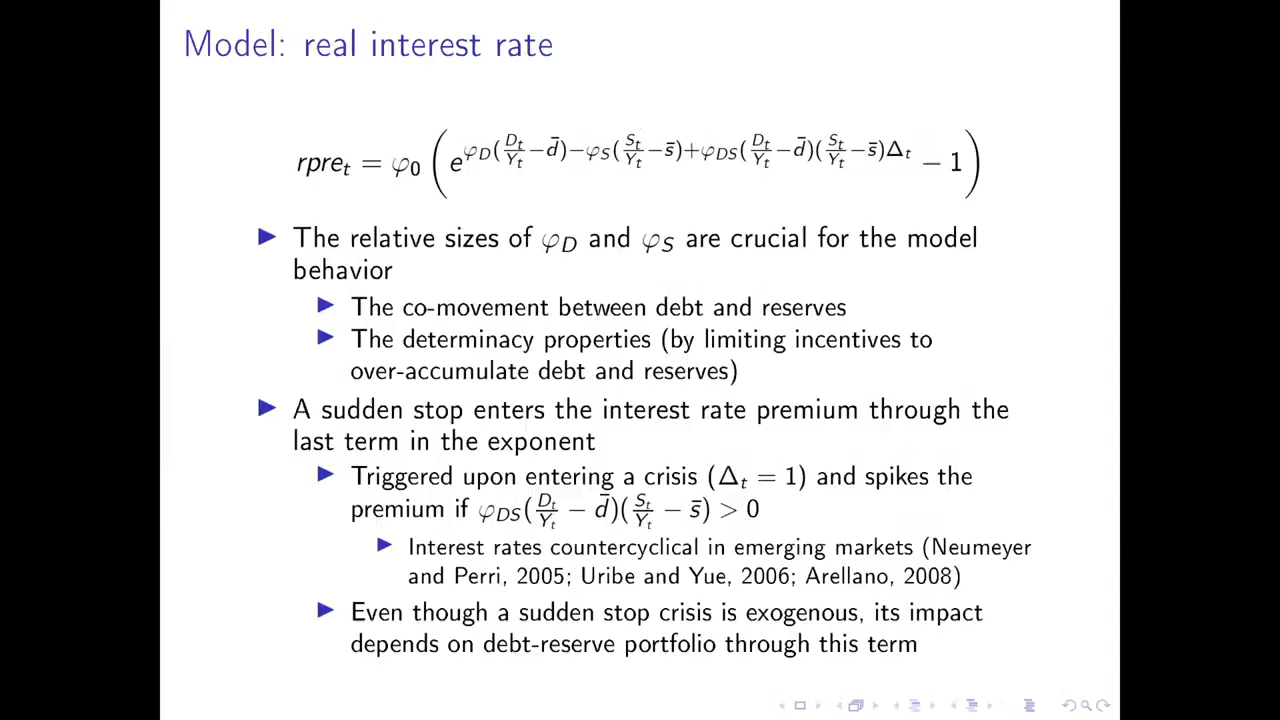 Model: real interest rate
rpre_t = φ_0 ( e^{φ_D(D_t/Y_t − d̄) − φ_S(S_t/Y_t − s̄) + φ_DS(D_t/Y_t − d̄)(S_t/Y_t − s̄)Δ_t} − 1 )
▶ The relative sizes of φ_D and φ_S are crucial for the model
behavior
▶ The co-movement between debt and reserves
▶ The determinacy properties (by limiting incentives to
over-accumulate debt and reserves)
▶ A sudden stop enters the interest rate premium through the
last term in the exponent
▶ Triggered upon entering a crisis (Δ_t = 1) and spikes the
premium if φ_DS(D_t/Y_t − d̄)(S_t/Y_t − s̄) > 0
▶ Interest rates countercyclical in emerging markets (Neumeyer
and Perri, 2005; Uribe and Yue, 2006; Arellano, 2008)
▶ Even though a sudden stop crisis is exogenous, its impact
depends on debt-reserve portfolio through this term